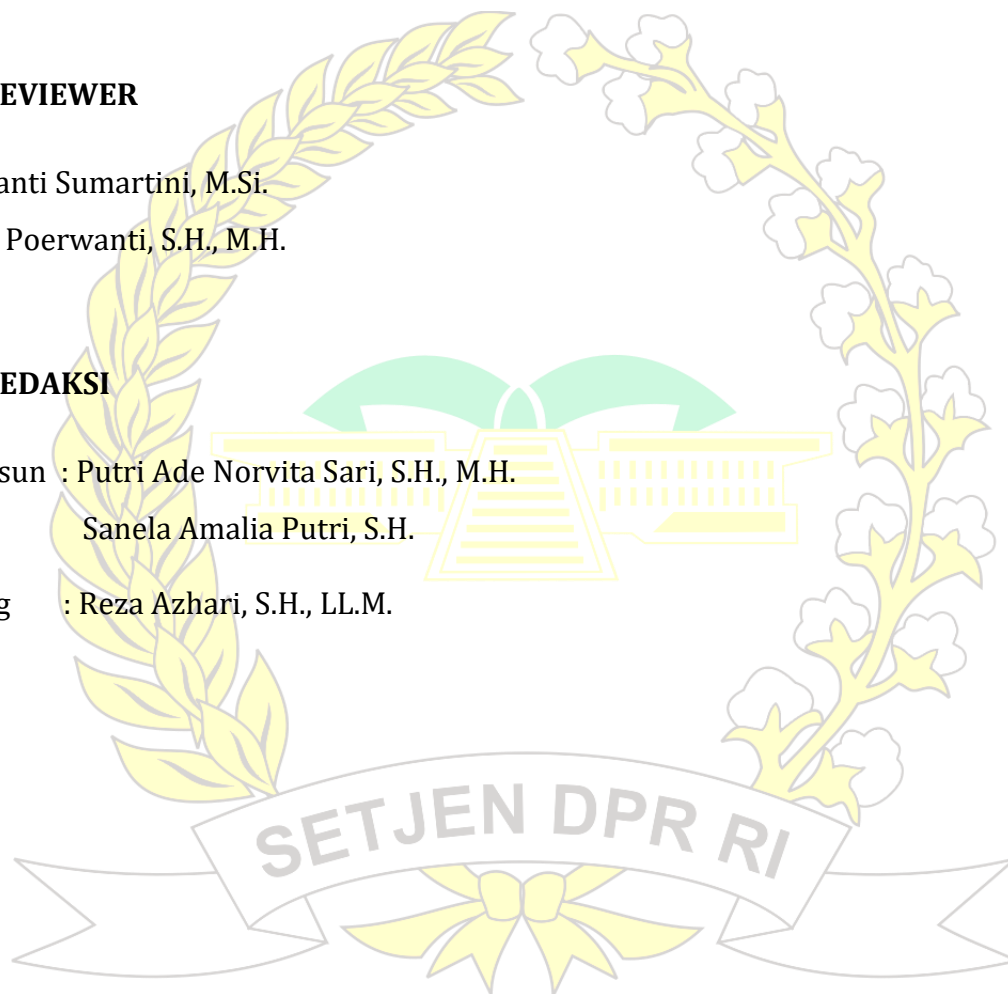 EVIEWER
anti Sumartini, M.Si.
Poerwanti, S.H., M.H.
EDAKSI
sun : Putri Ade Norvita Sari, S.H., M.H.
Sanela Amalia Putri, S.H.
g : Reza Azhari, S.H., LL.M.
SETJEN DPR RI